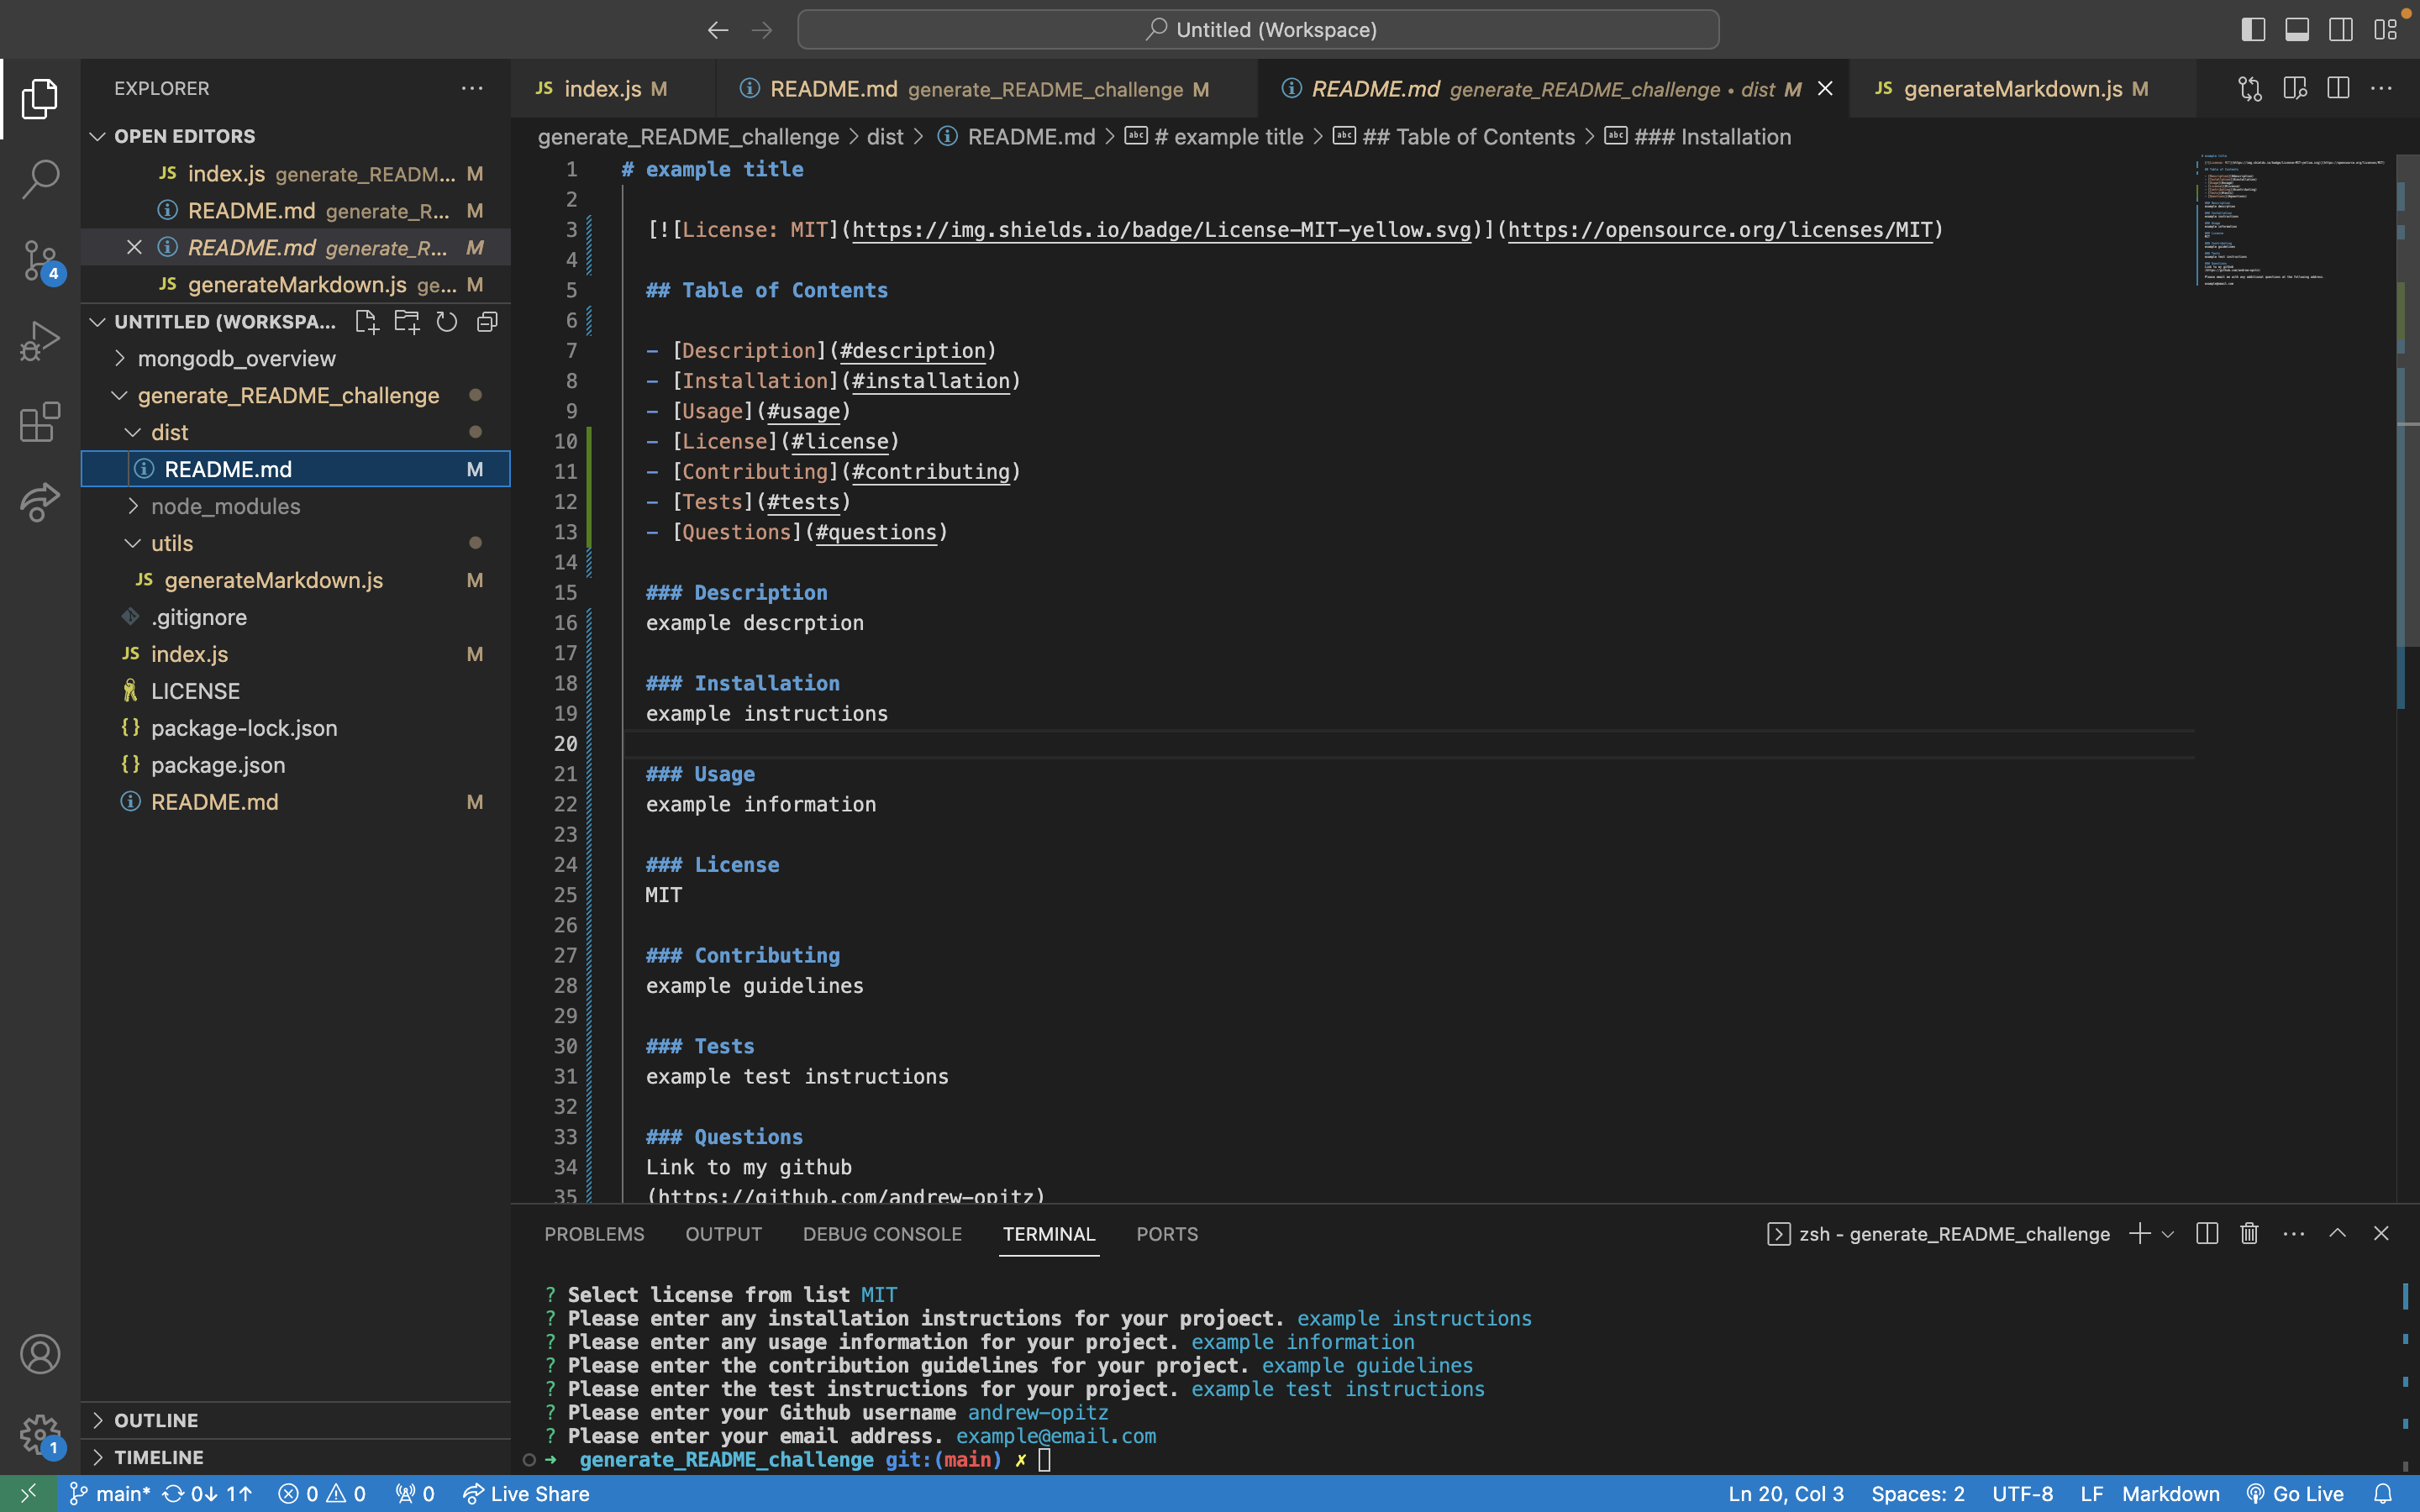 Untitled (Workspace)
EXPLORER
OPEN EDITORS
JS index.js generate_READM... M
README.md generate_R... M
README.md generate_R... M
JS generateMarkdown.js ge... M
UNTITLED (WORKSPA...
mongodb_overview
generate_README_challenge
dist
README.md M
node_modules
utils
JS generateMarkdown.js M
.gitignore
JS index.js M
LICENSE
{} package-lock.json
{} package.json
README.md M
OUTLINE
TIMELINE
4
1
JS index.js M
README.md generate_README_challenge M
README.md generate_README_challenge • dist M
JS generateMarkdown.js M
generate_README_challenge > dist > README.md > # example title > ## Table of Contents > ### Installation
1 # example title
2
3 [![License: MIT](https://img.shields.io/badge/License-MIT-yellow.svg)](https://opensource.org/licenses/MIT)
4
5 ## Table of Contents
6
7 - [Description](#description)
8 - [Installation](#installation)
9 - [Usage](#usage)
10 - [License](#license)
11 - [Contributing](#contributing)
12 - [Tests](#tests)
13 - [Questions](#questions)
14
15 ### Description
16 example descrption
17
18 ### Installation
19 example instructions
20
21 ### Usage
22 example information
23
24 ### License
25 MIT
26
27 ### Contributing
28 example guidelines
29
30 ### Tests
31 example test instructions
32
33 ### Questions
34 Link to my github
35 (https://github.com/andrew-opitz)
PROBLEMS OUTPUT DEBUG CONSOLE TERMINAL PORTS
zsh - generate_README_challenge
? Select license from list MIT
? Please enter any installation instructions for your projoect. example instructions
? Please enter any usage information for your project. example information
? Please enter the contribution guidelines for your project. example guidelines
? Please enter the test instructions for your project. example test instructions
? Please enter your Github username andrew-opitz
? Please enter your email address. example@email.com
➜ generate_README_challenge git:(main) ✗
main* 0↓ 1↑ 0 0 0 Live Share
Ln 20, Col 3 Spaces: 2 UTF-8 LF Markdown Go Live